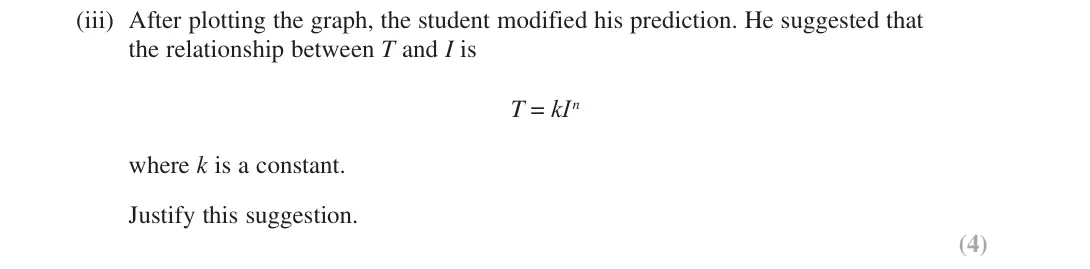 (iii) After plotting the graph, the student modified his prediction. He suggested that
the relationship between T and I is
T = kIⁿ
where k is a constant.
Justify this suggestion.
(4)